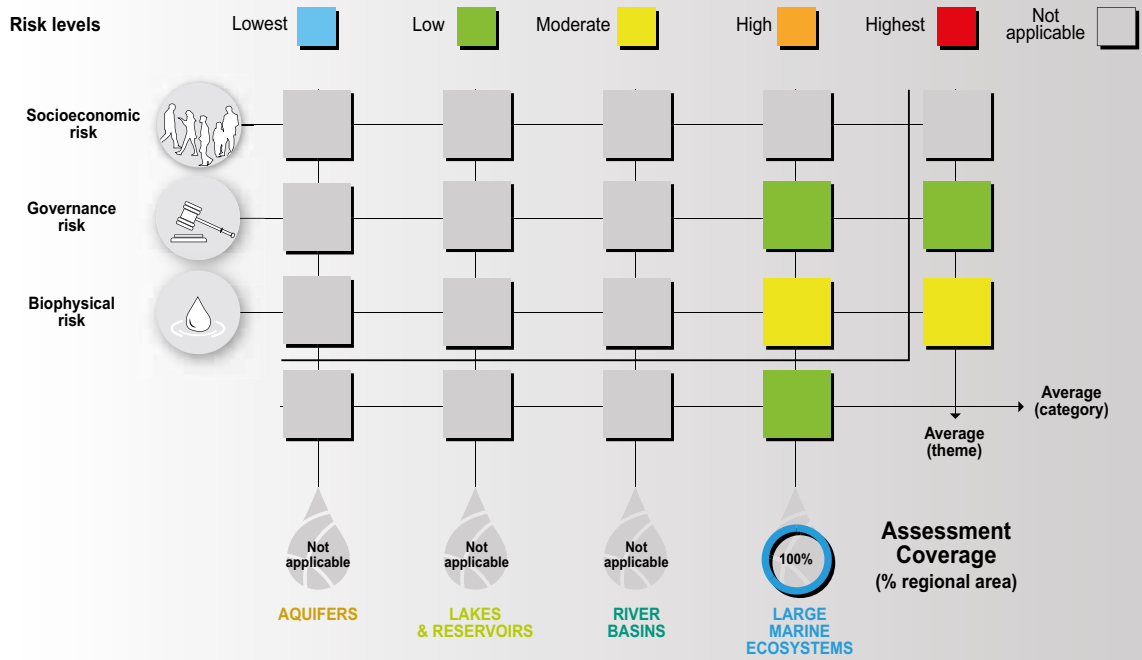 Risk levels
Lowest
Low
Moderate
High
Highest
Not
applicable
Socioeconomic
risk
Governance
risk
Biophysical
risk
Average
(category)
Average
(theme)
Not
applicable
Not
applicable
Not
applicable
100%
Assessment
Coverage
(% regional area)
AQUIFERS
LAKES
& RESERVOIRS
RIVER
BASINS
LARGE
MARINE
ECOSYSTEMS